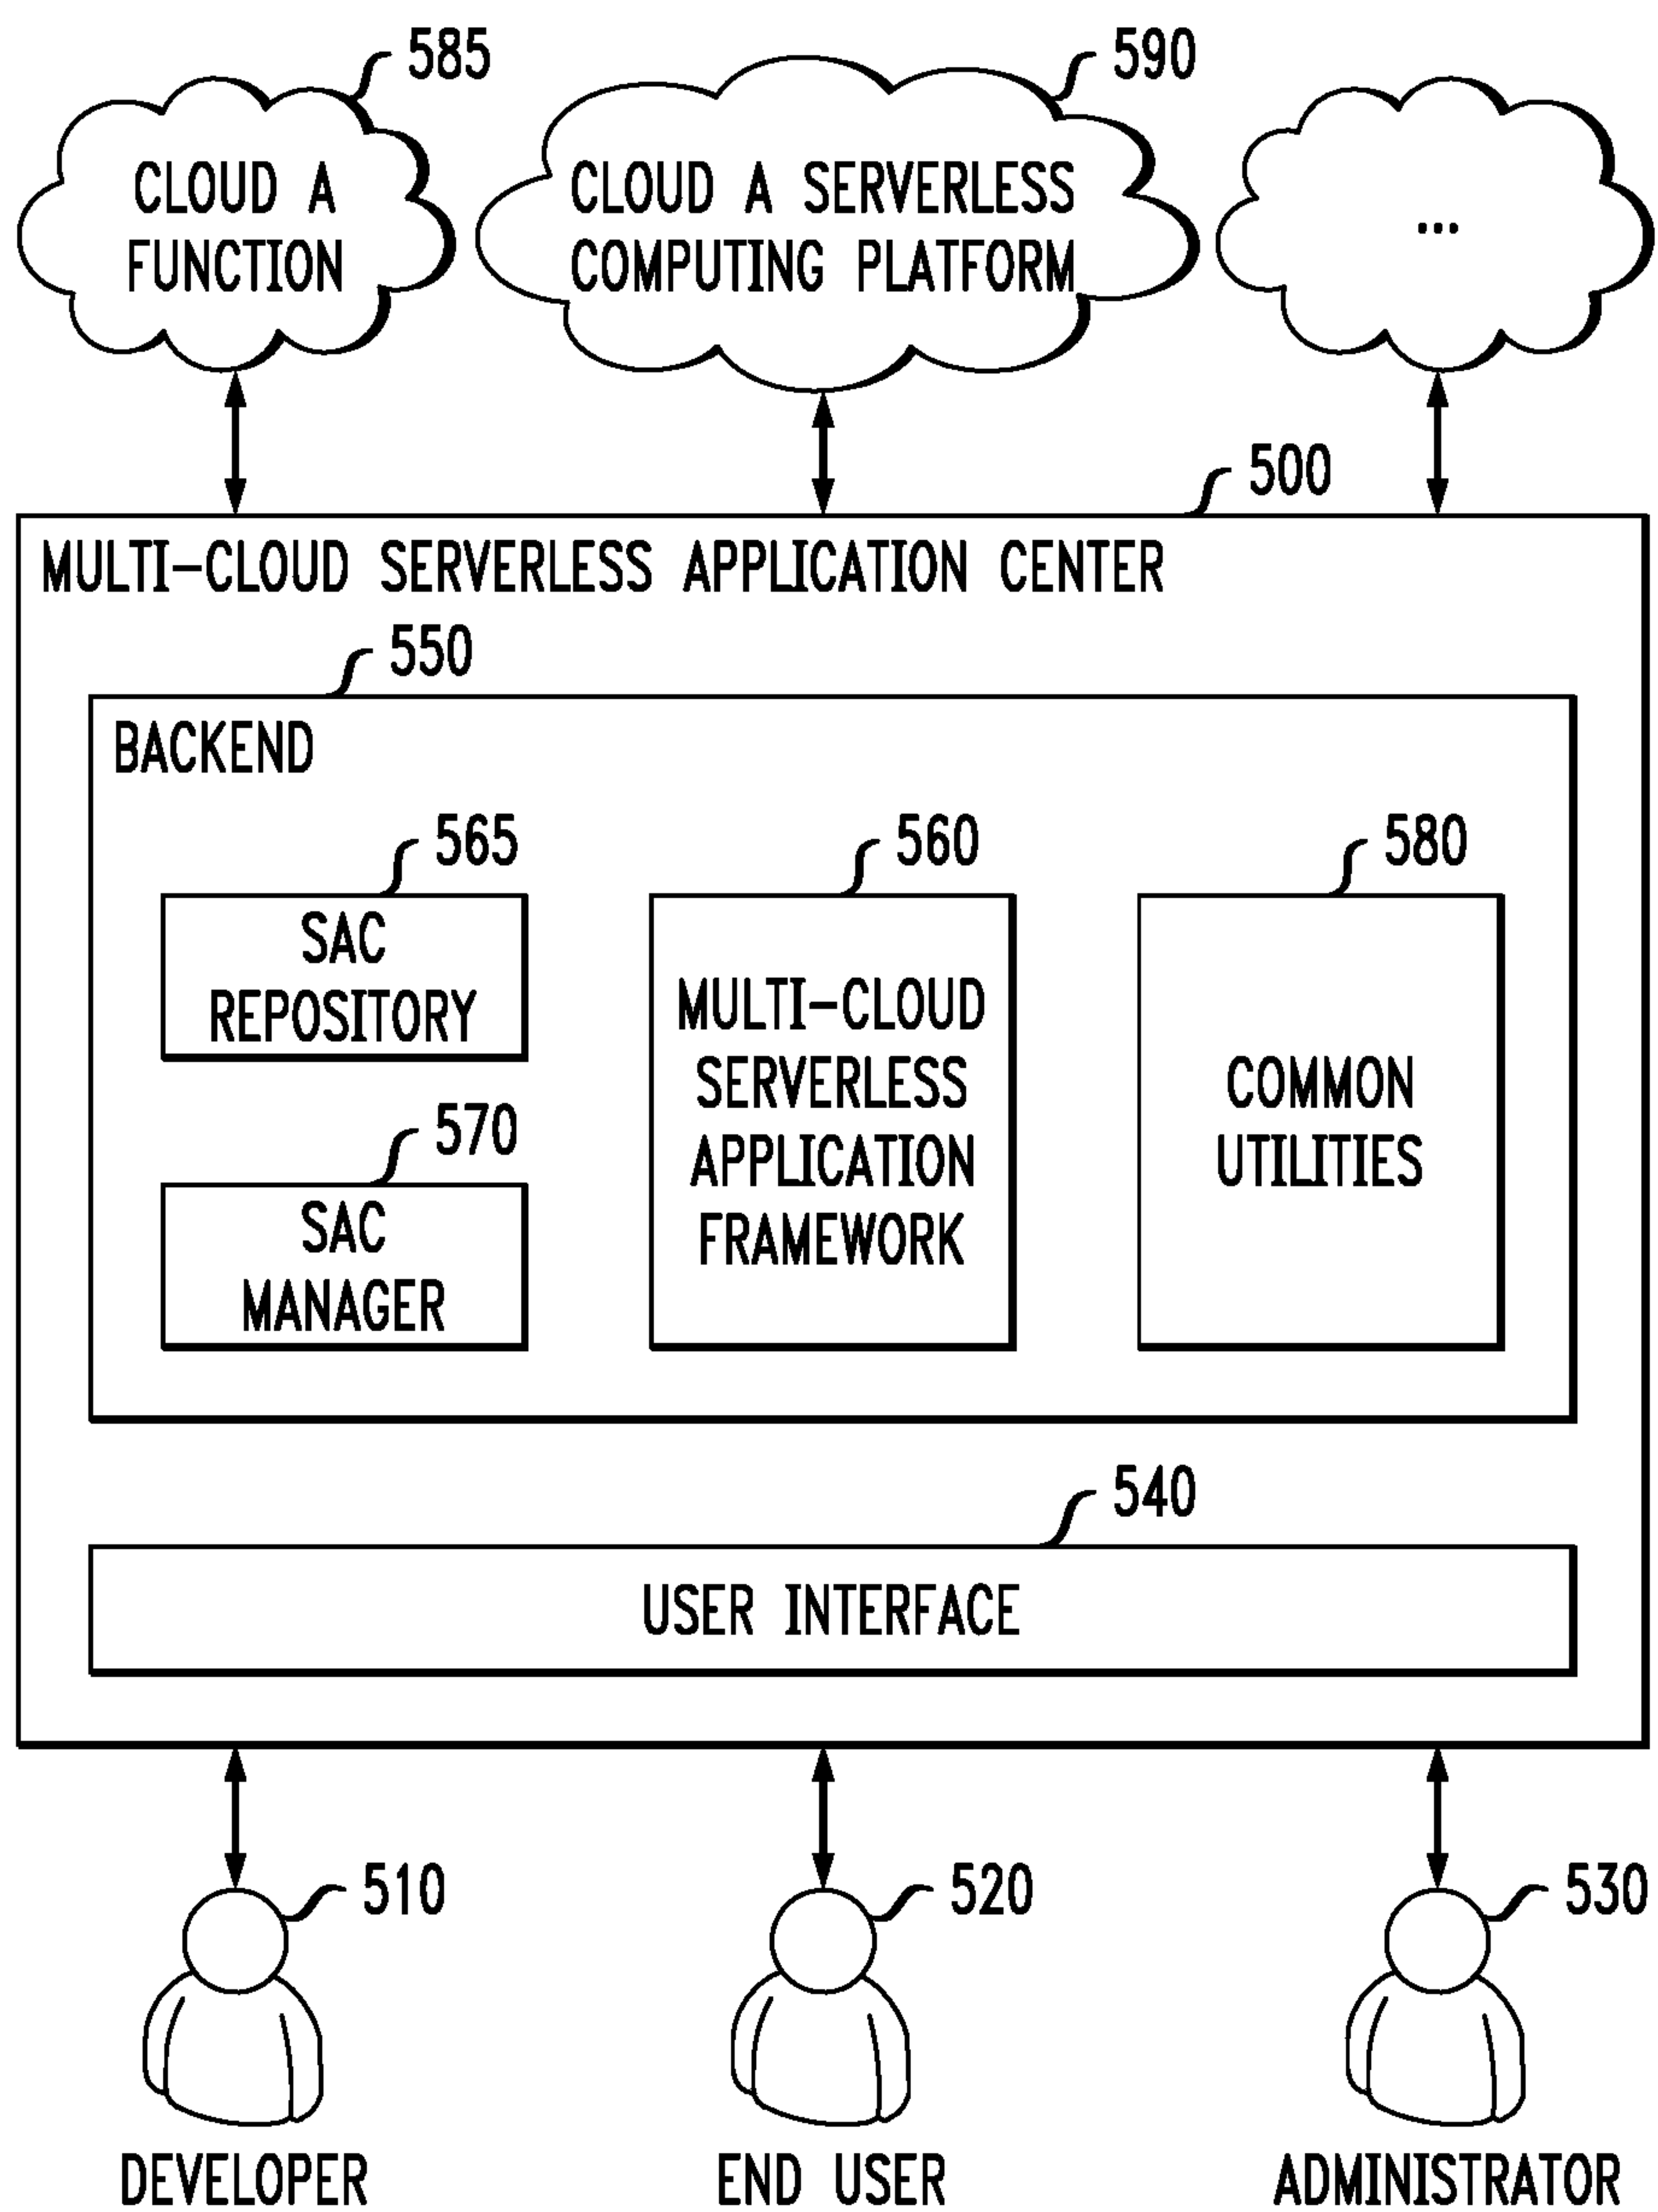 585
590
CLOUD A
FUNCTION
CLOUD A SERVERLESS
COMPUTING PLATFORM
...
500
MULTI-CLOUD SERVERLESS APPLICATION CENTER
550
BACKEND
565
560
580
SAC
REPOSITORY
570
SAC
MANAGER
MULTI-CLOUD
SERVERLESS
APPLICATION
FRAMEWORK
COMMON
UTILITIES
540
USER INTERFACE
510
520
530
DEVELOPER
END USER
ADMINISTRATOR